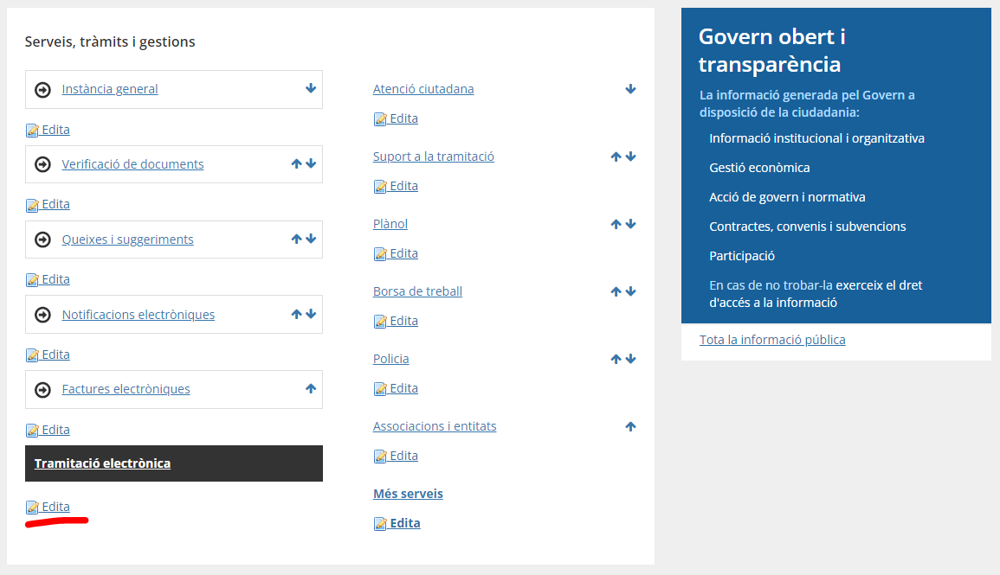 Serveis, tràmits i gestions
Instància general
Edita
Verificació de documents
Edita
Queixes i suggeriments
Edita
Notificacions electròniques
Edita
Factures electròniques
Edita
Tramitació electrònica
Edita
Atenció ciutadana
Edita
Suport a la tramitació
Edita
Plànol
Edita
Borsa de treball
Edita
Policia
Edita
Associacions i entitats
Edita
Més serveis
Edita
Govern obert i
transparència
La informació generada pel Govern a
disposició de la ciudadania:
Informació institucional i organitzativa
Gestió econòmica
Acció de govern i normativa
Contractes, convenis i subvencions
Participació
En cas de no trobar-la exerceix el dret
d'accés a la informació
Tota la informació pública